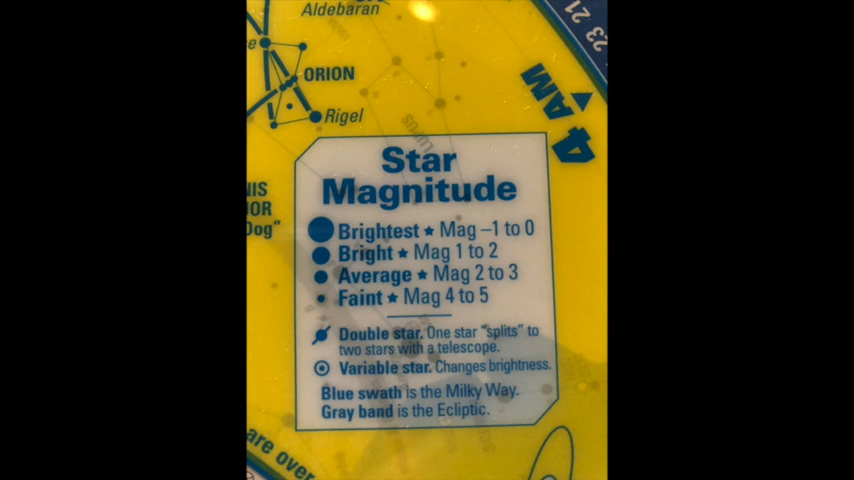 Aldebaran
23 21
ORION
4 AM
Rigel
LUPUS
Star
Magnitude
NIS
JOR
Dog"
Brightest ★ Mag –1 to 0
Bright ★ Mag 1 to 2
Average ★ Mag 2 to 3
Faint ★ Mag 4 to 5
Double star. One star "splits" to
two stars with a telescope.
Variable star. Changes brightness.
Blue swath is the Milky Way.
Gray band is the Ecliptic.
are over